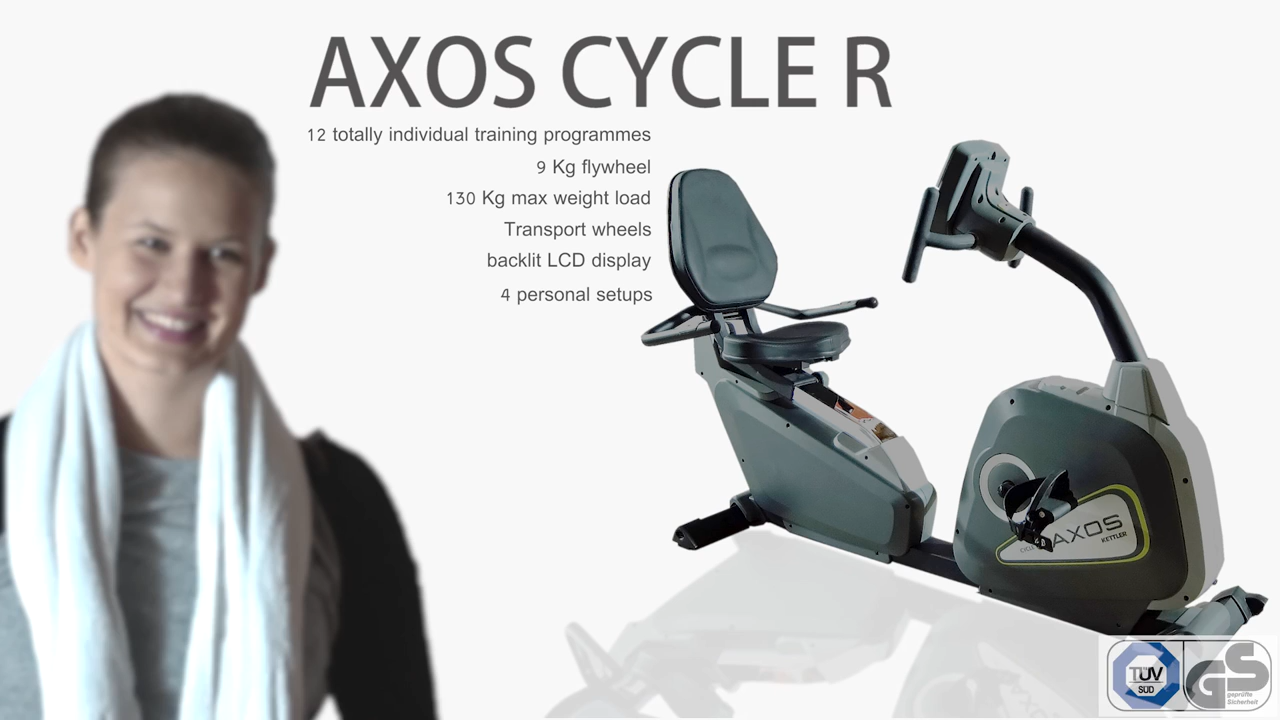 AXOS CYCLE R
12 totally individual training programmes
9 Kg flywheel
130 Kg max weight load
Transport wheels
backlit LCD display
4 personal setups
CYCLE AXOS
KETTLER
TÜV
SÜD
GS
geprüfte
Sicherheit